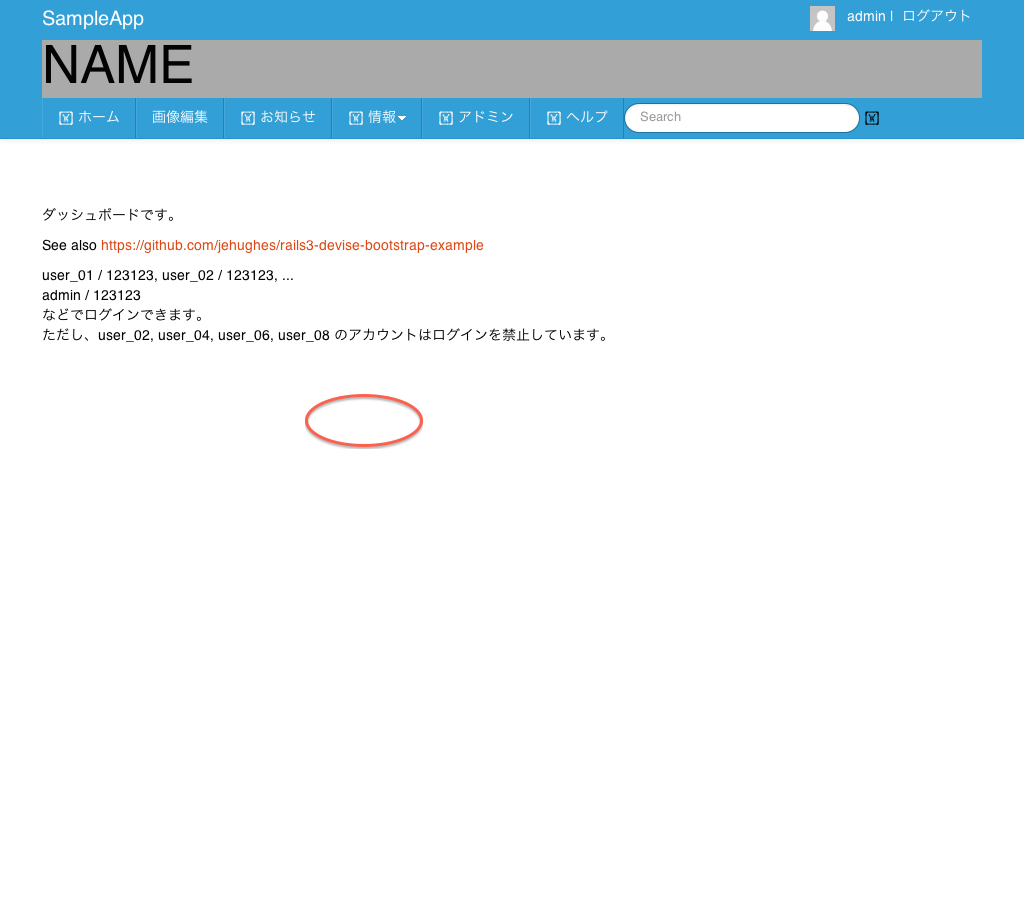 SampleApp
admin | ログアウト
NAME
ホーム 画像編集 お知らせ 情報 アドミン ヘルプ Search
ダッシュボードです。
See also https://github.com/jehughes/rails3-devise-bootstrap-example
user_01 / 123123, user_02 / 123123, ...
admin / 123123
などでログインできます。
ただし、user_02, user_04, user_06, user_08 のアカウントはログインを禁止しています。